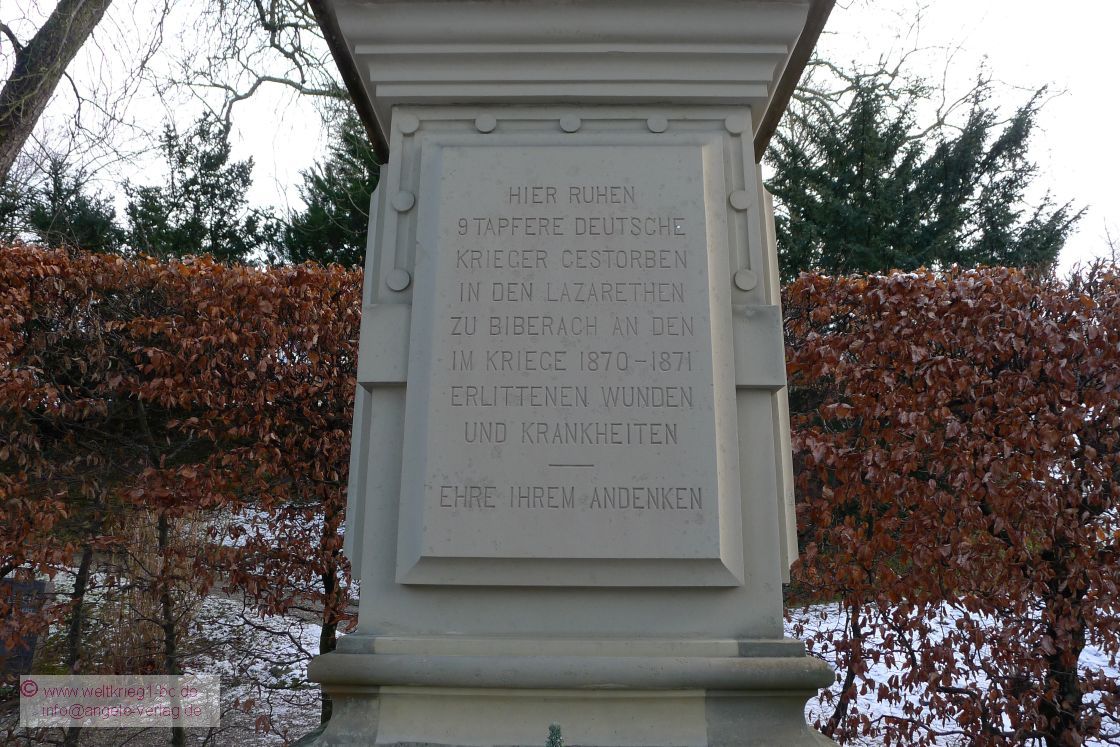 HIER RUHEN
9 TAPFERE DEUTSCHE
KRIEGER GESTORBEN
IN DEN LAZARETHEN
ZU BIBERACH AN DEN
IM KRIEGE 1870-1871
ERLITTENEN WUNDEN
UND KRANKHEITEN
EHRE IHREM ANDENKEN
© www.weltkrieg1-bc.de
info@angele-verlag.de